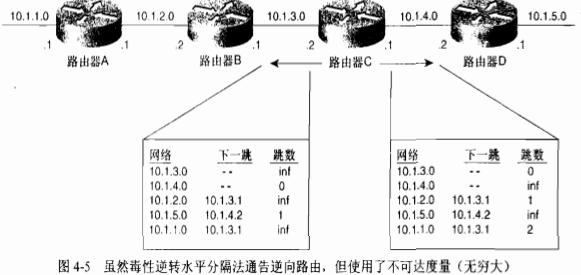 10.1.1.0 10.1.2.0 10.1.3.0 10.1.4.0 10.1.5.0
.1 .1 .2 .1 .2 .1 .2 .1
路由器A 路由器B 路由器C 路由器D
网络 下一跳 跳数
10.1.3.0 -- inf
10.1.4.0 -- 0
10.1.2.0 10.1.3.1 inf
10.1.5.0 10.1.4.2 1
10.1.1.0 10.1.3.1 inf
网络 下一跳 跳数
10.1.3.0 -- 0
10.1.4.0 -- inf
10.1.2.0 10.1.3.1 1
10.1.5.0 10.1.4.2 inf
10.1.1.0 10.1.3.1 2
图 4-5 虽然毒性逆转水平分隔法通告逆向路由，但使用了不可达度量（无穷大）